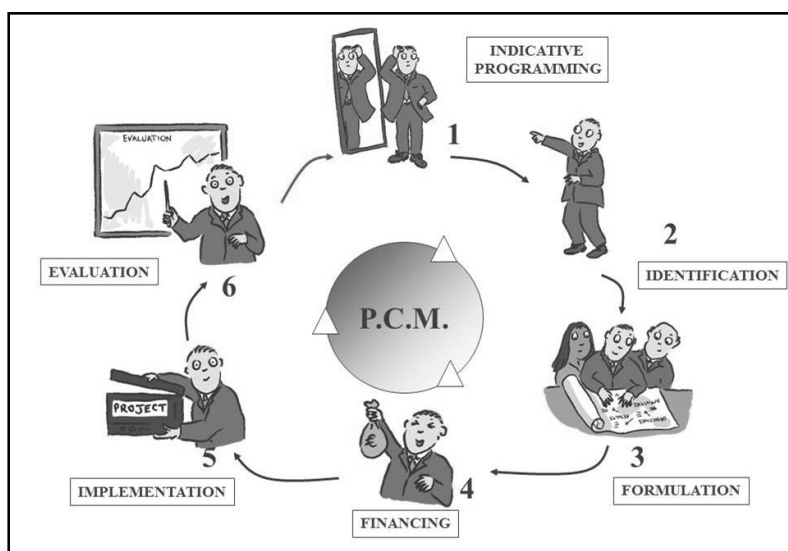 INDICATIVE
PROGRAMMING
1
2
IDENTIFICATION
3
FORMULATION
4
FINANCING
PROJECT
5
IMPLEMENTATION
EVALUATION
6
EVALUATION
P.C.M.
€